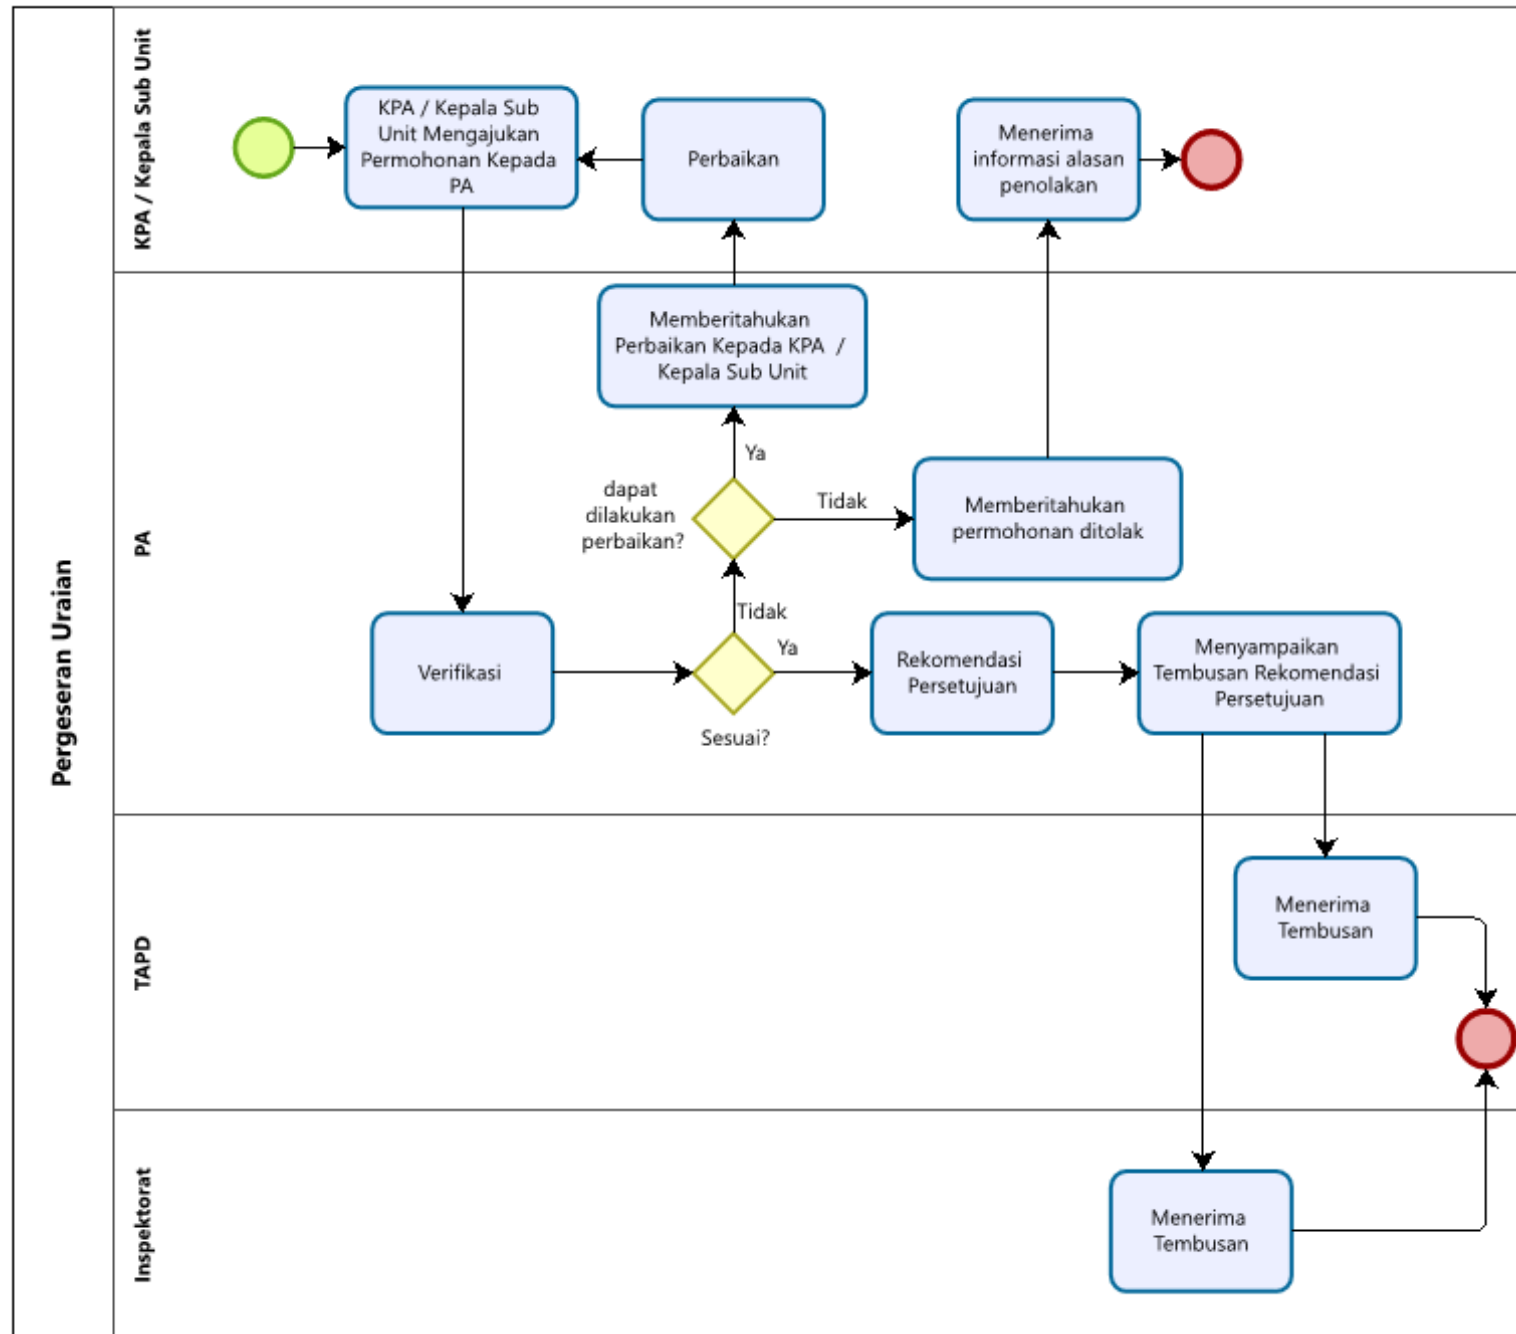 Pergeseran Uraian
KPA / Kepala Sub Unit
KPA / Kepala Sub
Unit Mengajukan
Permohonan Kepada
PA
Perbaikan
Menerima
informasi alasan
penolakan
PA
Memberitahukan
Perbaikan Kepada KPA /
Kepala Sub Unit
Ya
dapat
dilakukan
perbaikan?
Tidak
Memberitahukan
permohonan ditolak
Tidak
Verifikasi
Ya
Sesuai?
Rekomendasi
Persetujuan
Menyampaikan
Tembusan Rekomendasi
Persetujuan
TAPD
Menerima
Tembusan
Inspektorat
Menerima
Tembusan